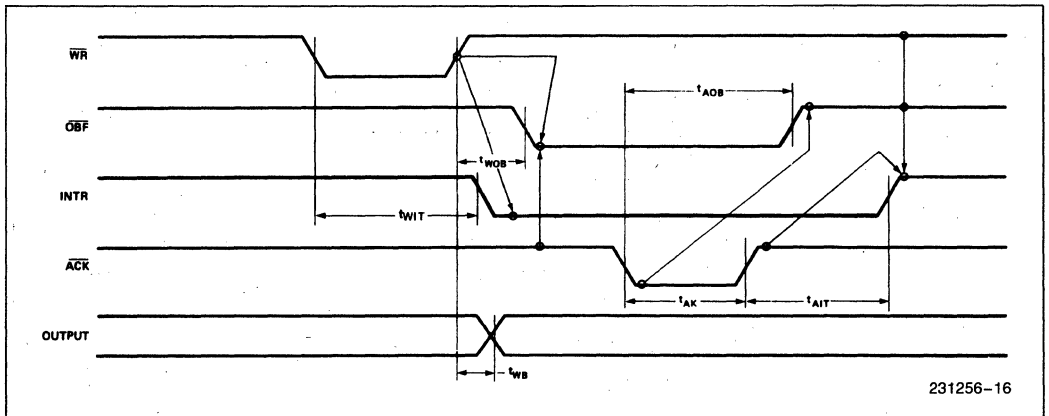 WR
tAOB
OBF
tWOB
INTR
tWIT
ACK
tAK
tAIT
OUTPUT
tWB
231256-16